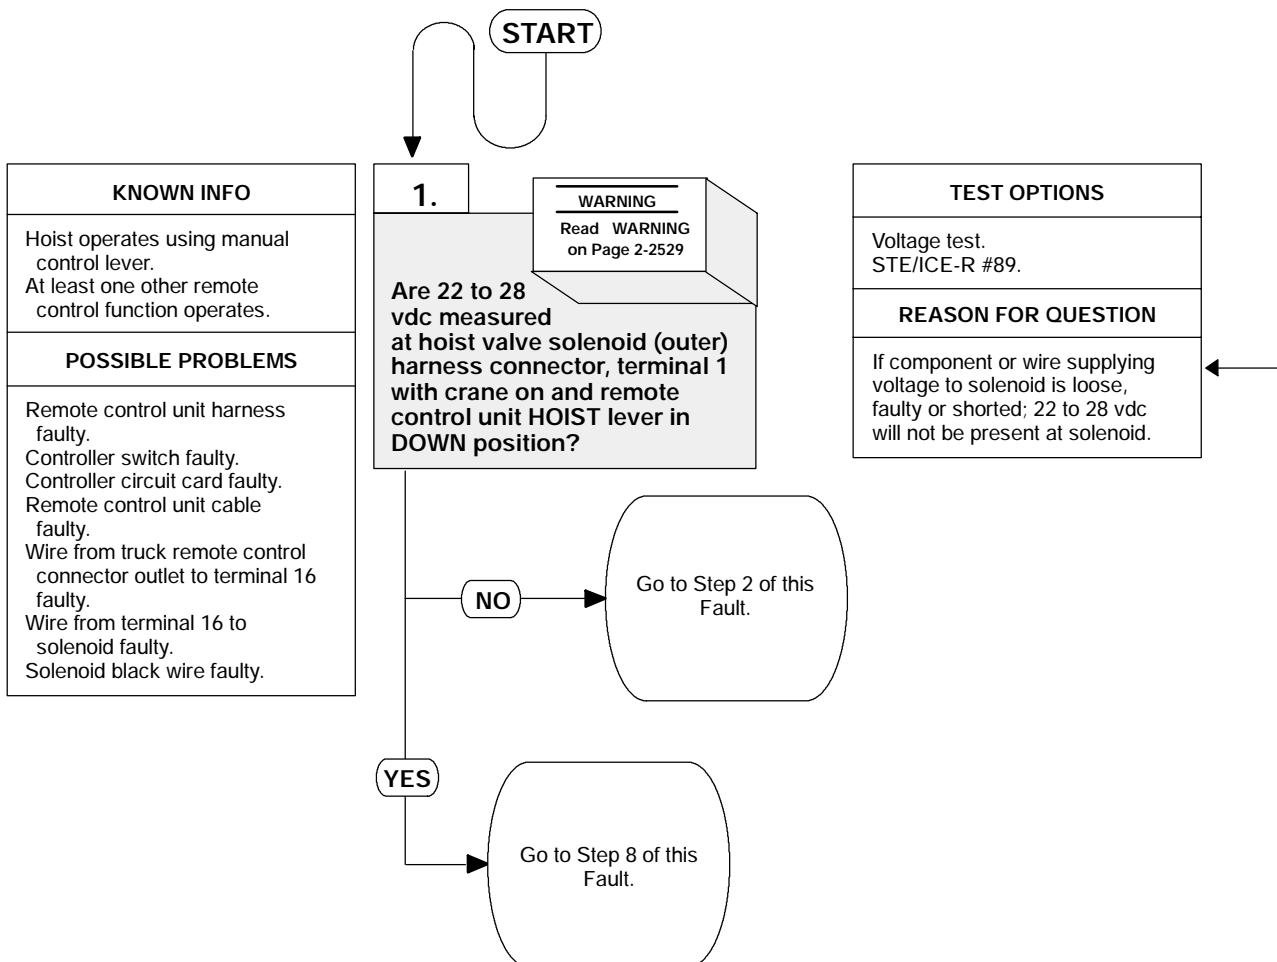 START
KNOWN INFO
Hoist operates using manual
control lever.
At least one other remote
control function operates.
POSSIBLE PROBLEMS
Remote control unit harness
faulty.
Controller switch faulty.
Controller circuit card faulty.
Remote control unit cable
faulty.
Wire from truck remote control
connector outlet to terminal 16
faulty.
Wire from terminal 16 to
solenoid faulty.
Solenoid black wire faulty.
1.
WARNING
Read WARNING
on Page 2-2529
Are 22 to 28
vdc measured
at hoist valve solenoid (outer)
harness connector, terminal 1
with crane on and remote
control unit HOIST lever in
DOWN position?
TEST OPTIONS
Voltage test.
STE/ICE-R #89.
REASON FOR QUESTION
If component or wire supplying
voltage to solenoid is loose,
faulty or shorted; 22 to 28 vdc
will not be present at solenoid.
NO
Go to Step 2 of this
Fault.
YES
Go to Step 8 of this
Fault.